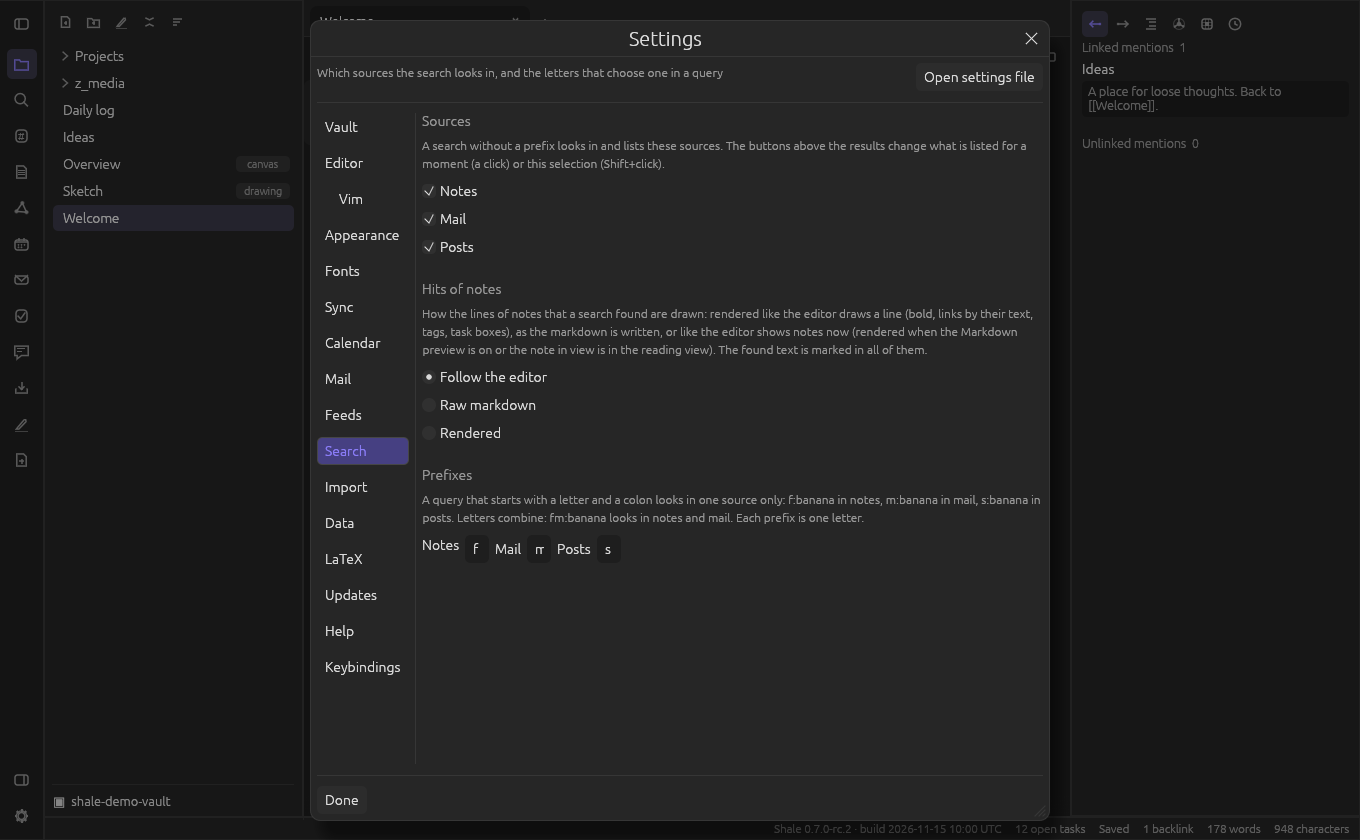 Settings
Which sources the search looks in, and the letters that choose one in a query
Open settings file
Projects
z_media
Daily log
Ideas
Overview
canvas
Sketch
drawing
Welcome
shale-demo-vault
Vault
Editor
Vim
Appearance
Fonts
Sync
Calendar
Mail
Feeds
Search
Import
Data
LaTeX
Updates
Help
Keybindings
Sources
A search without a prefix looks in and lists these sources. The buttons above the results change what is listed for a
moment (a click) or this selection (Shift+click).
Notes
Mail
Posts
Hits of notes
How the lines of notes that a search found are drawn: rendered like the editor draws a line (bold, links by their text,
tags, task boxes), as the markdown is written, or like the editor shows notes now (rendered when the Markdown
preview is on or the note in view is in the reading view). The found text is marked in all of them.
Follow the editor
Raw markdown
Rendered
Prefixes
A query that starts with a letter and a colon looks in one source only: f:banana in notes, m:banana in mail, s:banana in
posts. Letters combine: fm:banana looks in notes and mail. Each prefix is one letter.
Notes f Mail m Posts s
Done
Linked mentions 1
Ideas
A place for loose thoughts. Back to
[[Welcome]].
Unlinked mentions 0
Shale 0.7.0-rc.2 · build 2026-11-15 10:00 UTC 12 open tasks Saved 1 backlink 178 words 948 characters